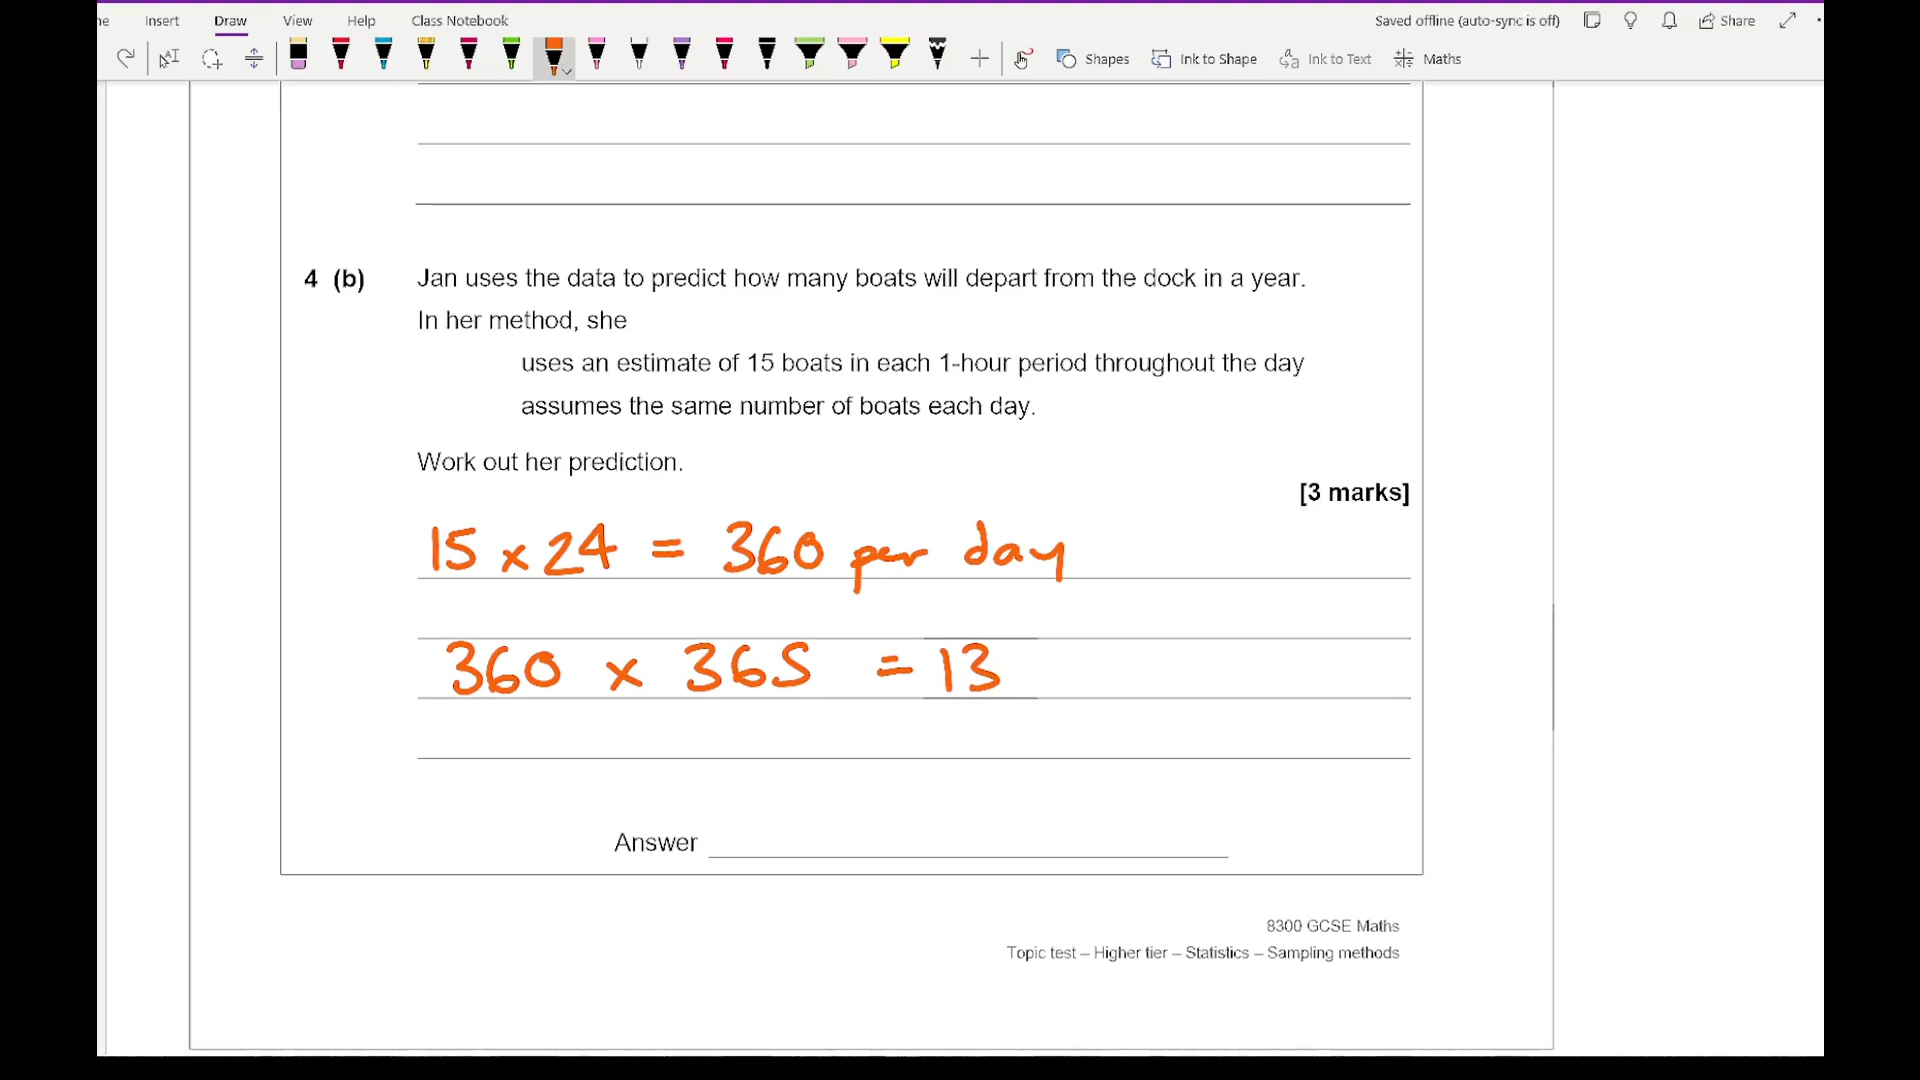 Insert Draw View Help Class Notebook Saved offline (auto-sync is off) Share
Shapes Ink to Shape Ink to Text Maths
4 (b) Jan uses the data to predict how many boats will depart from the dock in a year.
In her method, she
uses an estimate of 15 boats in each 1-hour period throughout the day
assumes the same number of boats each day.
Work out her prediction.
[3 marks]
15 x 24 = 360 per day
360 x 365 = 13
Answer
8300 GCSE Maths
Topic test – Higher tier – Statistics – Sampling methods